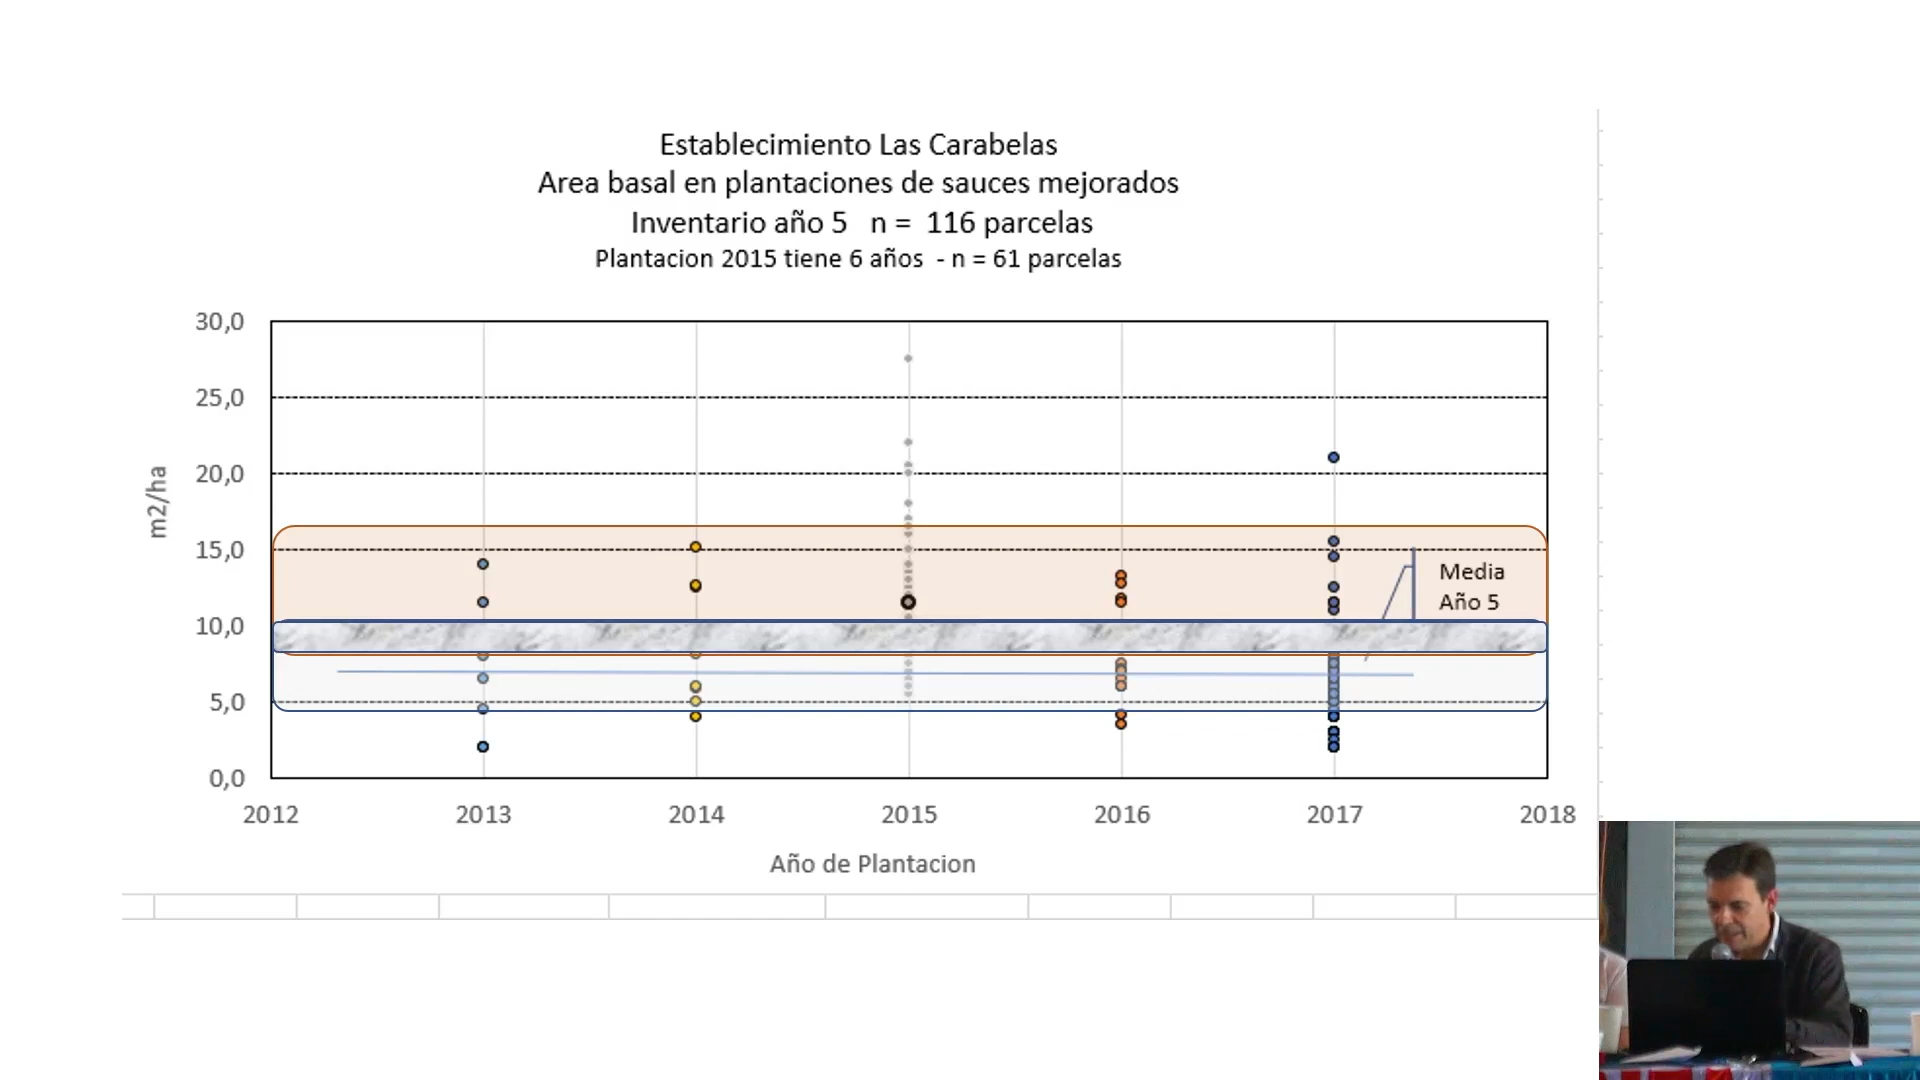 Establecimiento Las Carabelas
Area basal en plantaciones de sauces mejorados
Inventario año 5 n = 116 parcelas
Plantacion 2015 tiene 6 años - n = 61 parcelas
30,0
25,0
20,0
15,0
10,0
5,0
0,0
m2/ha
Media
Año 5
2012 2013 2014 2015 2016 2017 2018
Año de Plantacion